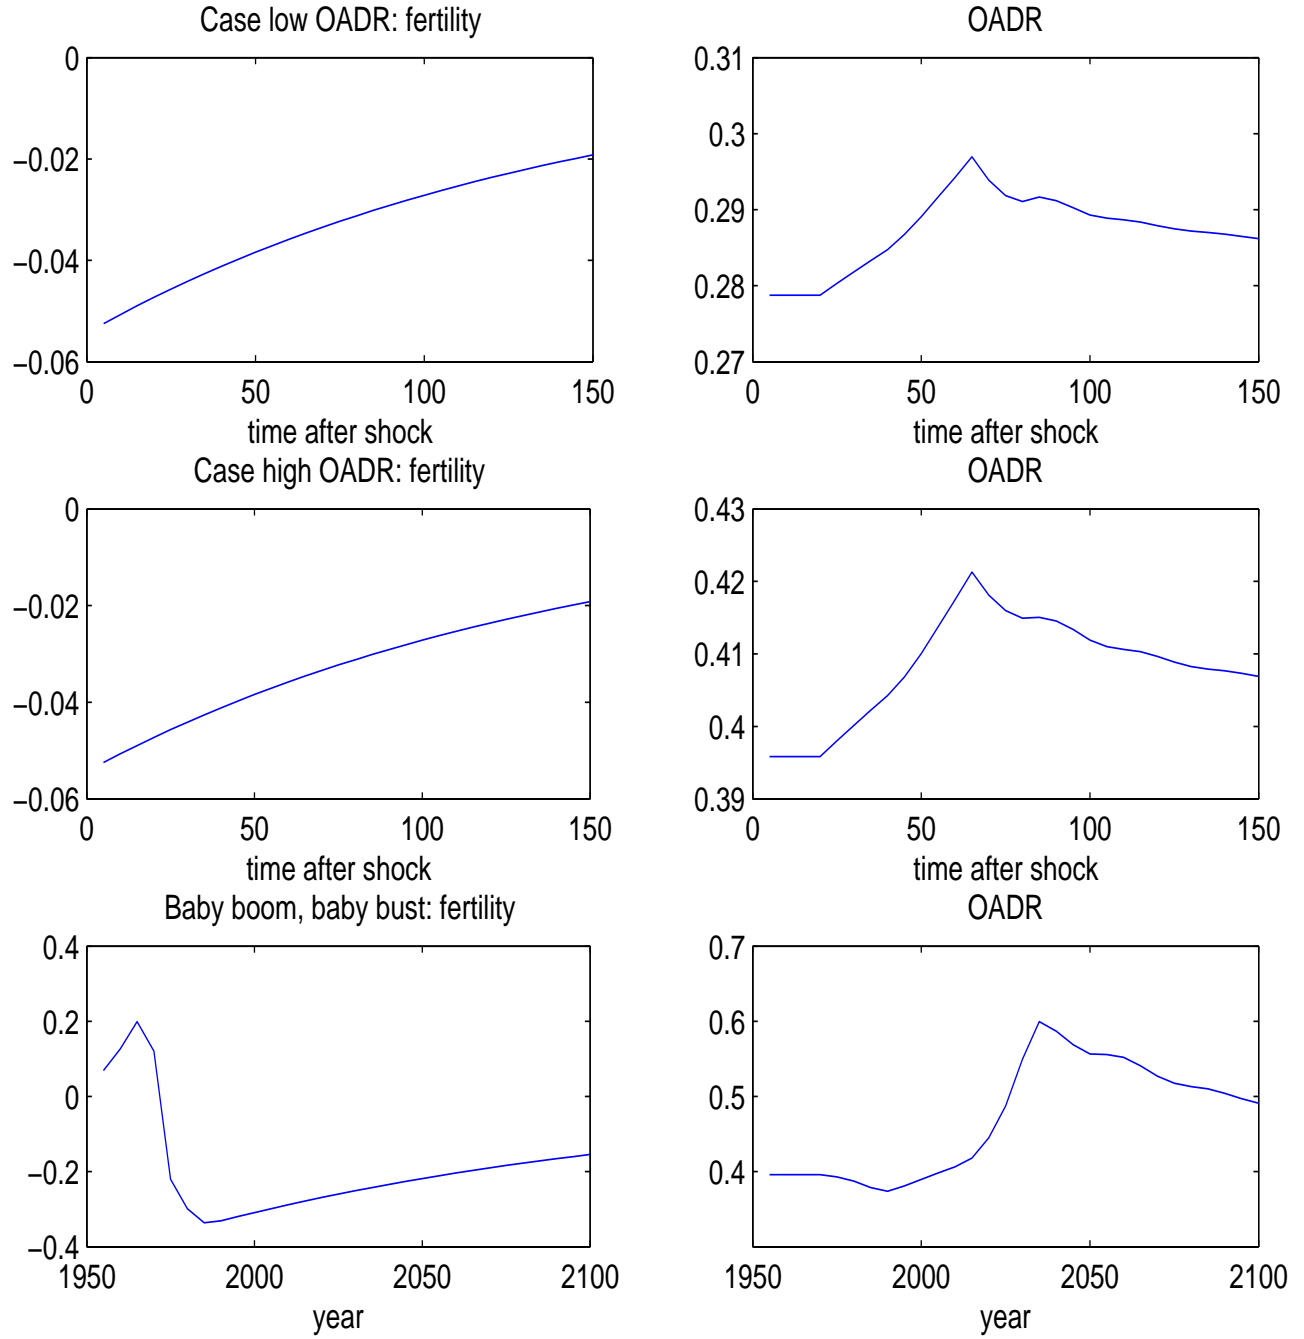 Case low OADR: fertility
0
−0.02
−0.04
−0.06
0 50 100 150
time after shock
OADR
0.31
0.3
0.29
0.28
0.27
0 50 100 150
time after shock
Case high OADR: fertility
0
−0.02
−0.04
−0.06
0 50 100 150
time after shock
OADR
0.43
0.42
0.41
0.4
0.39
0 50 100 150
time after shock
Baby boom, baby bust: fertility
0.4
0.2
0
−0.2
−0.4
1950 2000 2050 2100
year
OADR
0.7
0.6
0.5
0.4
1950 2000 2050 2100
year